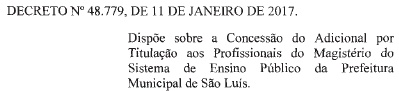 DECRETO Nº 48.779, DE 11 DE JANEIRO DE 2017.
Dispõe sobre a Concessão do Adicional por
Titulação aos Profissionais do Magistério do
Sistema de Ensino Público da Prefeitura
Municipal de São Luís.